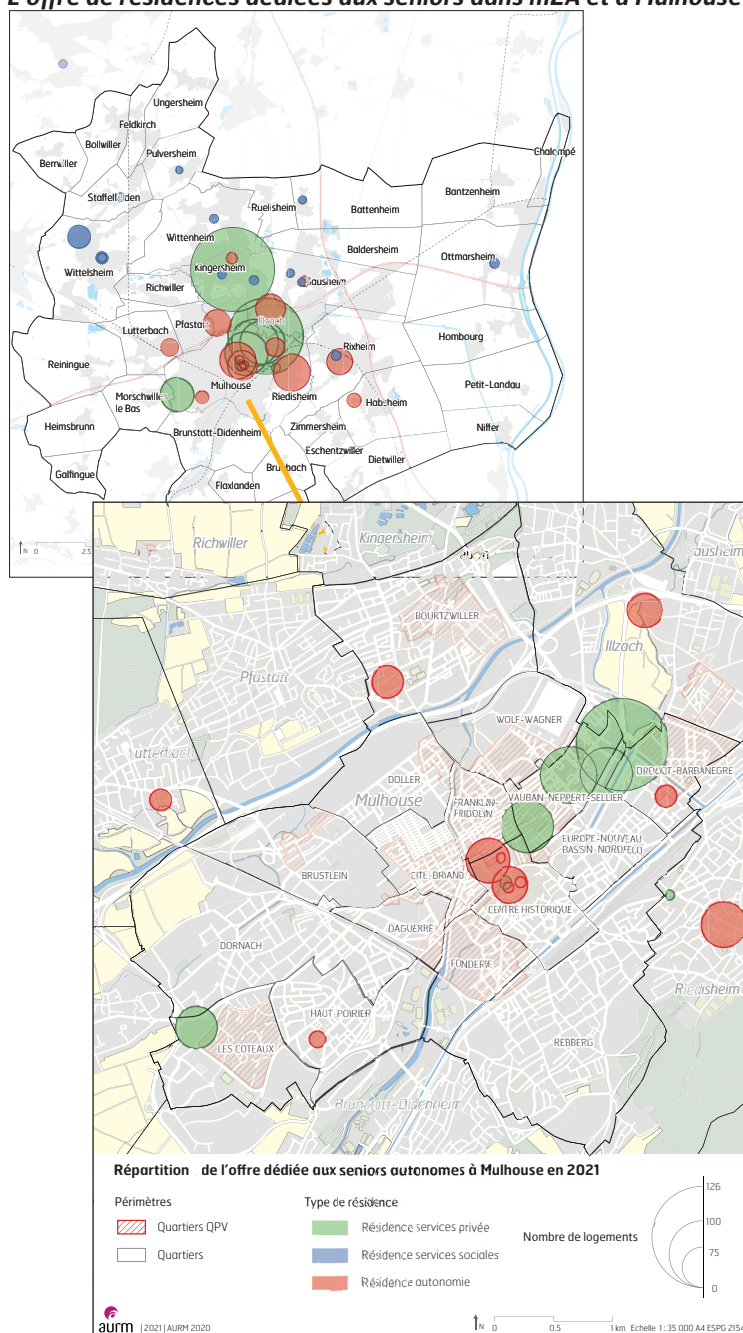 L'offre de résidences dédiées aux seniors dans m2A et à Mulhouse
Ungersheim
Feldkirch
Bollwiller
Berrwiller
Pulversheim
Chalampé
Bantzenheim
Staffelfelden
Ruelisheim
Battenheim
Wittenheim
Baldersheim
Ottmarsheim
Wittelsheim
Kingersheim
Sausheim
Richwiller
Pfastatt
Illzach
Lutterbach
Rixheim
Hombourg
Reiningue
Mulhouse
Riedisheim
Petit-Landau
Morschwiller
le Bas
Habsheim
Heimsbrunn
Brunstatt-Didenheim
Zimmersheim
Niffer
Eschentzwiller
Dietwiller
Galfingue
Bruebach
Flaxlanden
N 0 2.5
Richwiller
Kingersheim
Sausheim
aurm
BOURTZWILLER
Illzach
Pfastatt
WOLF-WAGNER
Lutterbach
DOLLER
DROUOT-BARBANEGRE
Mulhouse
FRANKLIN-
FRIDOLIN
VAUBAN-NEPPERT-SELLIER
EUROPE-NOUVEAU
BASSIN-NORDFELD
BRUSTLEIN
CITE-BRIAND
CENTRE HISTORIQUE
DAGUERRE
DORNACH
FONDERIE
Riedisheim
HAUT-POIRIER
LES COTEAUX
REBBERG
Brunstatt-Didenheim
Répartition de l'offre dédiée aux seniors autonomes à Mulhouse en 2021
Périmètres
Quartiers QPV
Quartiers
Type de résidence
Résidence services privée
Résidence services sociales
Résidence autonomie
Nombre de logements
126
100
75
0
aurm | 2021 | AURM 2020
N 0 0.5 1 km Echelle 1 : 35 000 A4 ESPG 2154